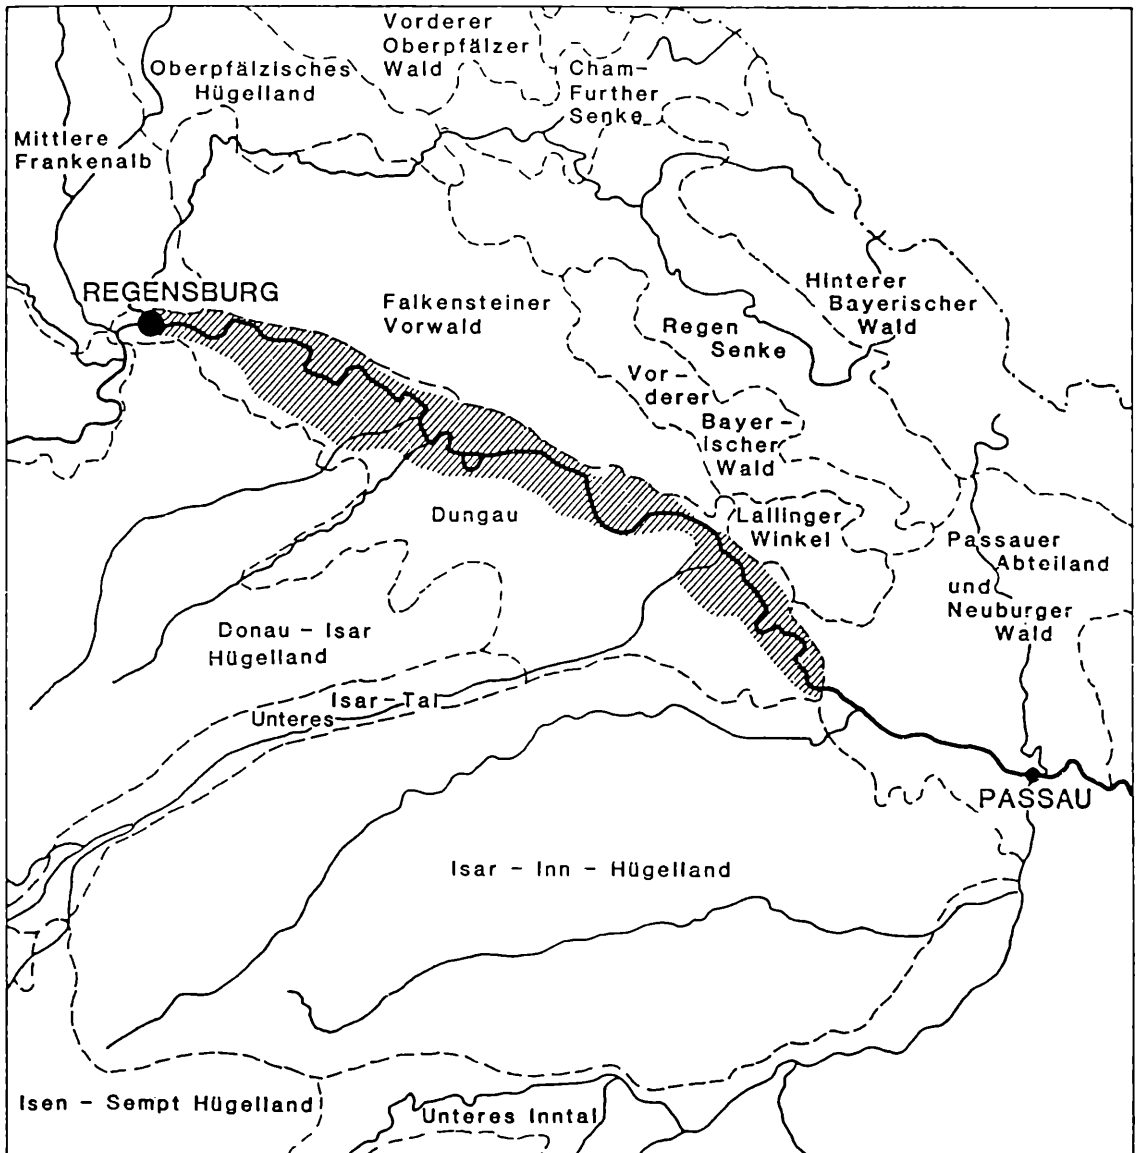 Vorderer
Oberpfälzer
Wald
Oberpfälzisches
Hügelland
Cham–
Further
Senke
Mittlere
Frankenalb
REGENSBURG
Falkensteiner
Vorwald
Hinterer
Bayerischer
Wald
Regen
Senke
Vor–
derer
Bayer–
ischer
Wald
Dungau
Lallinger
Winkel
Passauer
Abteiland
und
Neuburger
Wald
Donau – Isar
Hügelland
Isar–Tal
Unteres
PASSAU
Isar – Inn – Hügelland
Isen – Sempt Hügelland
Unteres Inntal